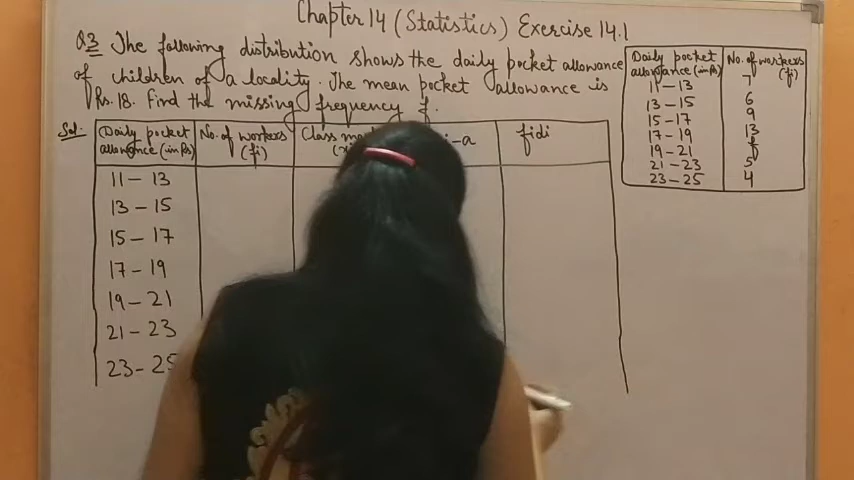 Chapter 14 (Statistics) Exercise 14.1
Q.3 The following distribution shows the daily pocket allowance
of children of a locality. The mean pocket allowance is
Rs. 18. Find the missing frequency f.
Daily pocket allowance (in Rs) No. of workers (fi)
11 – 13 7
13 – 15 6
15 – 17 9
17 – 19 13
19 – 21 f
21 – 23 5
23 – 25 4
Sol:-
Daily pocket allowance (in Rs) No. of workers (fi) Class fidi
11 – 13
13 – 15
15 – 17
17 – 19
19 – 21
21 – 23
23 – 25